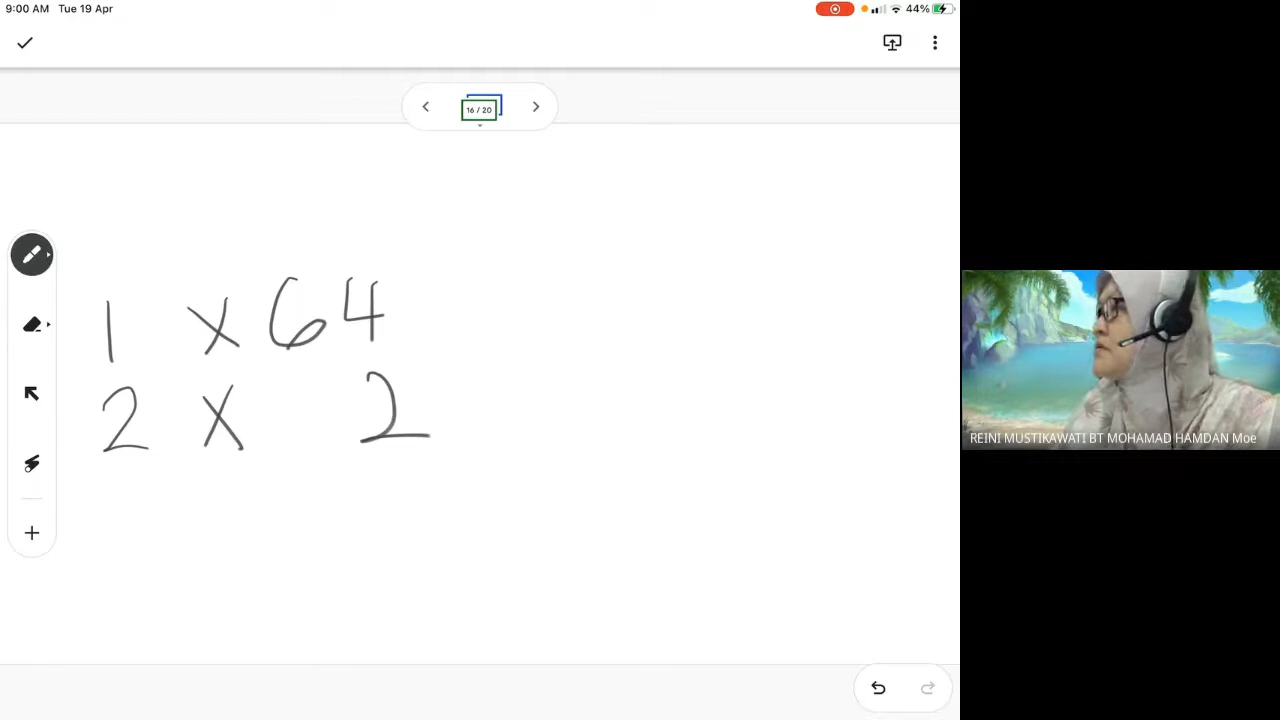 9:00 AM Tue 19 Apr
44%
16 / 20
1 x 64
2 x 2
REINI MUSTIKAWATI BT MOHAMAD HAMDAN Moe